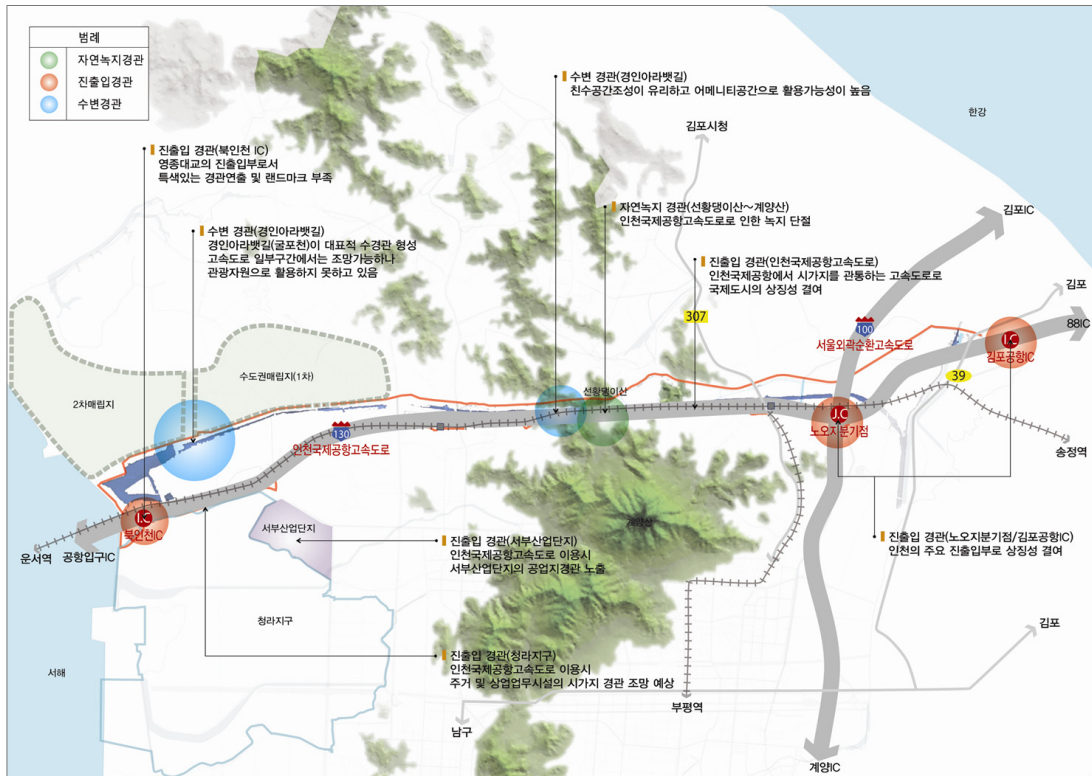 범례
자연녹지경관
진출입경관
수변경관
수변 경관(경인아라뱃길)
친수공간조성이 유리하고 어메니티공간으로 활용가능성이 높음
한강
김포시청
진출입 경관(북인천 IC)
영종대교의 진출입부로서
특색있는 경관연출 및 랜드마크 부족
자연녹지 경관(선황댕이산～계양산)
인천국제공항고속도로로 인한 녹지 단절
김포IC
수변 경관(경인아라뱃길)
경인아라뱃길(굴포천)이 대표적 수경관 형성
고속도로 일부구간에서는 조망가능하나
관광자원으로 활용하지 못하고 있음
진출입 경관(인천국제공항고속도로)
인천국제공항에서 시가지를 관통하는 고속도로로
국제도시의 상징성 결여
김포
307
100
88IC
서울외곽순환고속도로
I.C
김포공항IC
39
수도권매립지(1차)
2차매립지
선황댕이산
J.C
노오지분기점
130
인천국제공항고속도로
송정역
I.C
북인천IC
계양산
서부산업단지
진출입 경관(서부산업단지)
인천국제공항고속도로 이용시
서부산업단지의 공업지경관 노출
진출입 경관(노오지분기점/김포공항IC)
인천의 주요 진출입부로 상징성 결여
운서역
공항입구IC
청라지구
김포
진출입 경관(청라지구)
인천국제공항고속도로 이용시
주거 및 상업업무시설의 시가지 경관 조망 예상
서해
부평역
남구
계양IC